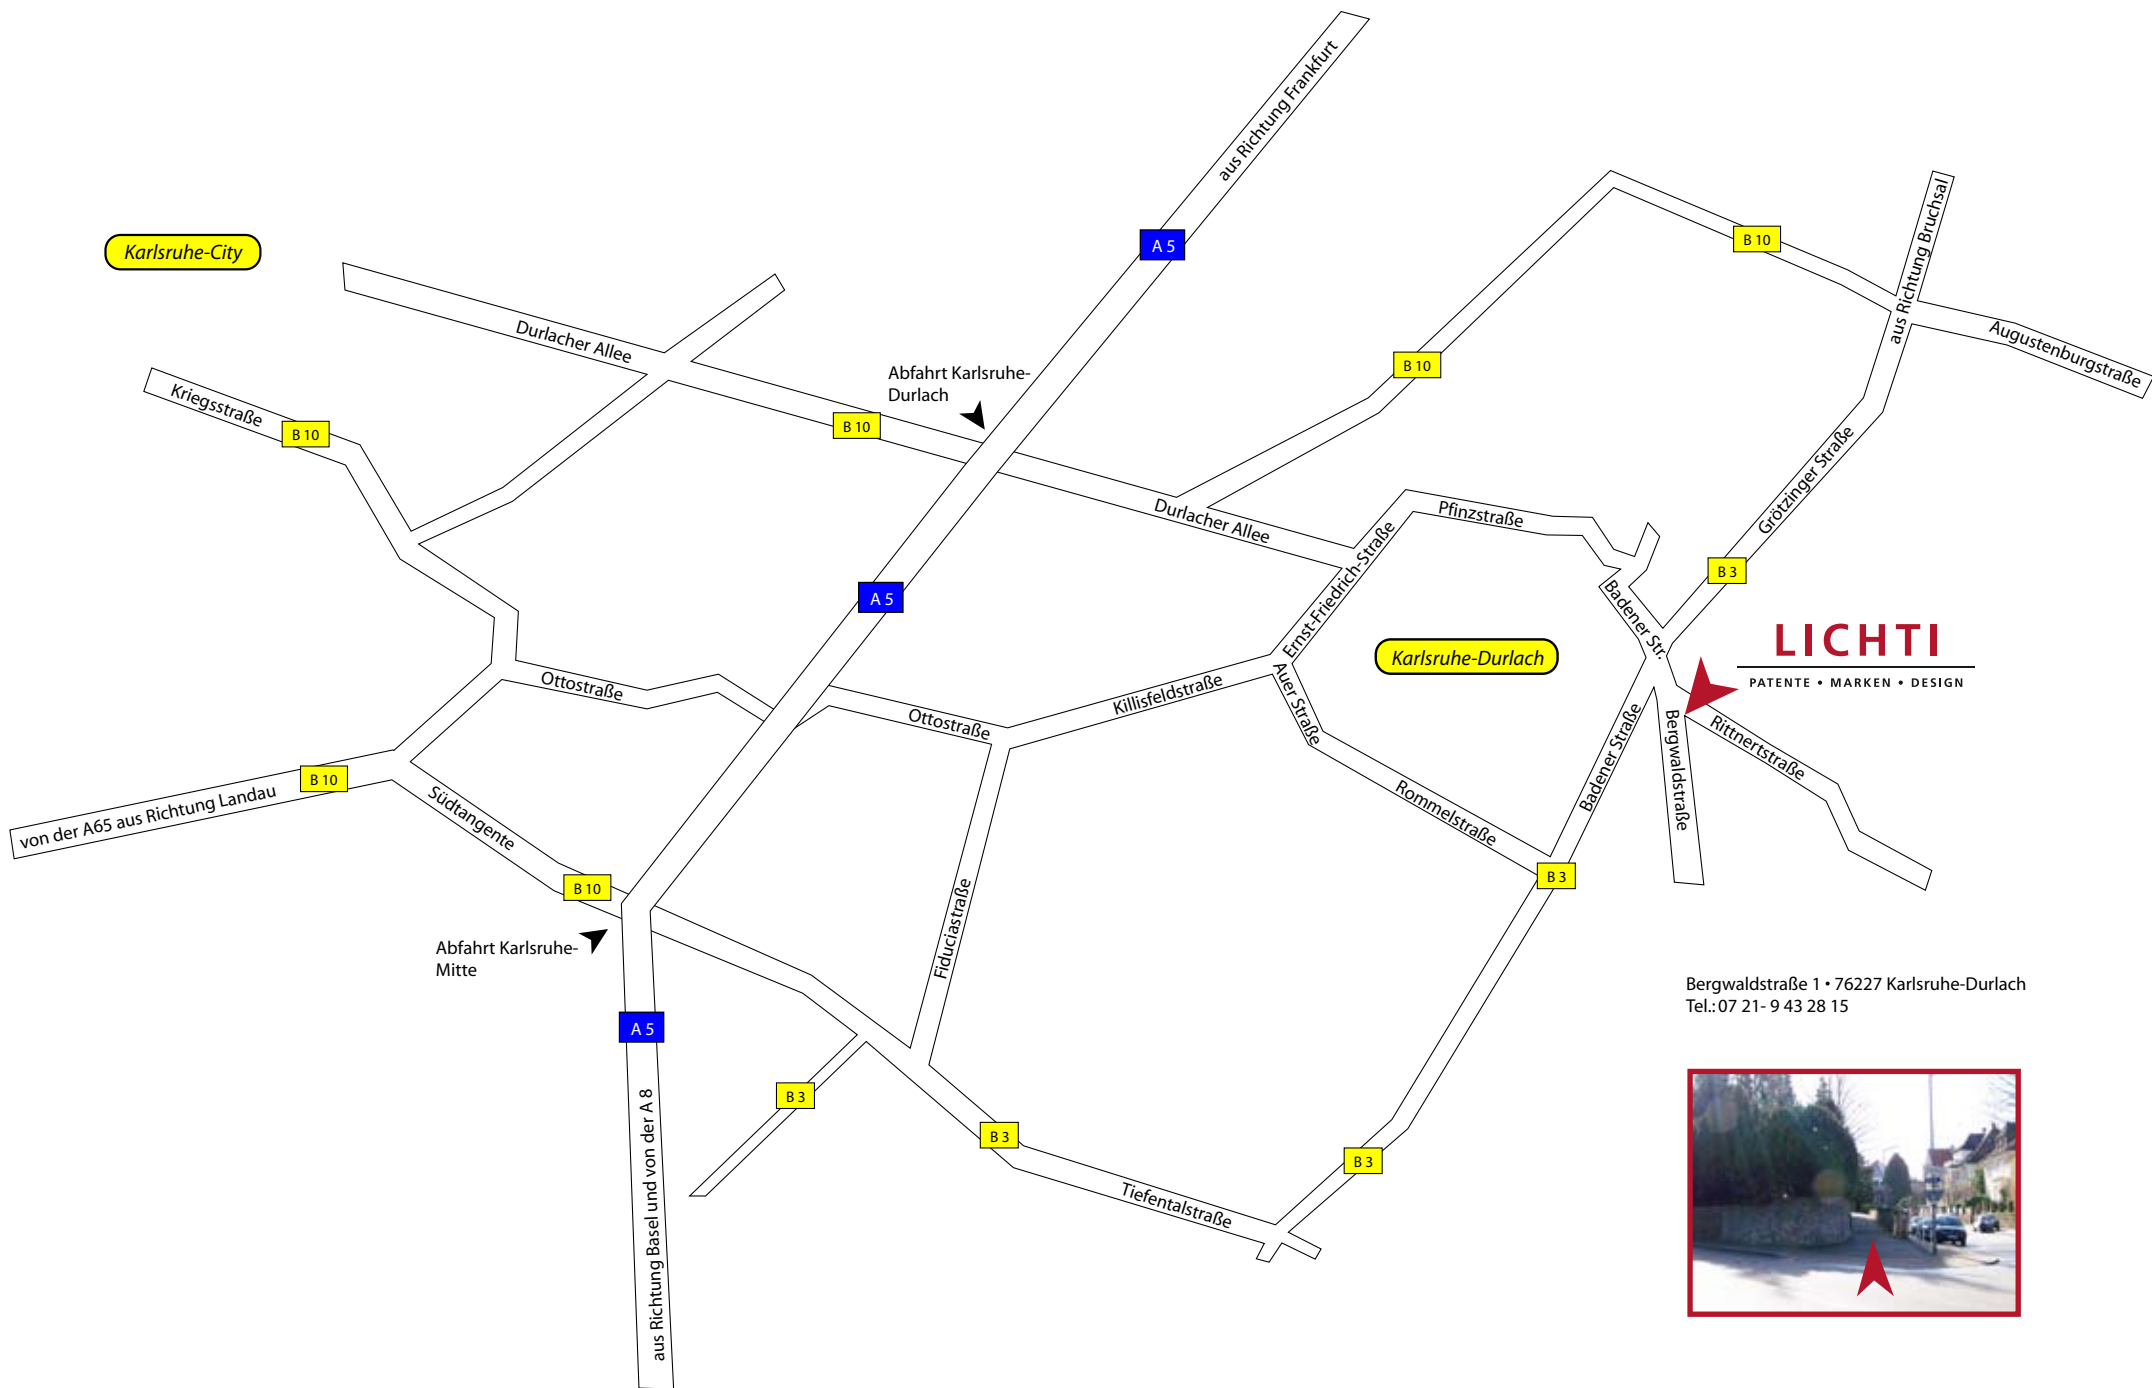 aus Richtung Frankfurt
A 5
aus Richtung Bruchsal
B 10
Karlsruhe-City
Durlacher Allee
Augustenburgstraße
Abfahrt Karlsruhe-
Durlach
B 10
Kriegsstraße
B 10
B 10
Grötzinger Straße
Durlacher Allee
Pfinzstraße
Ernst-Friedrich-Straße
B 3
A 5
Badener Str.
LICHTI
PATENTE • MARKEN • DESIGN
Karlsruhe-Durlach
Ottostraße
Killisfeldstraße
Auer Straße
Ottostraße
Badener Straße
Bergwaldstraße
Rittnertstraße
B 10
von der A65 aus Richtung Landau
Südtangente
Rommelstraße
B 3
B 10
Fiduciastraße
Abfahrt Karlsruhe-
Mitte
Bergwaldstraße 1 • 76227 Karlsruhe-Durlach
Tel.: 07 21- 9 43 28 15
A 5
B 3
B 3
B 3
Tiefentalstraße
aus Richtung Basel und von der A 8